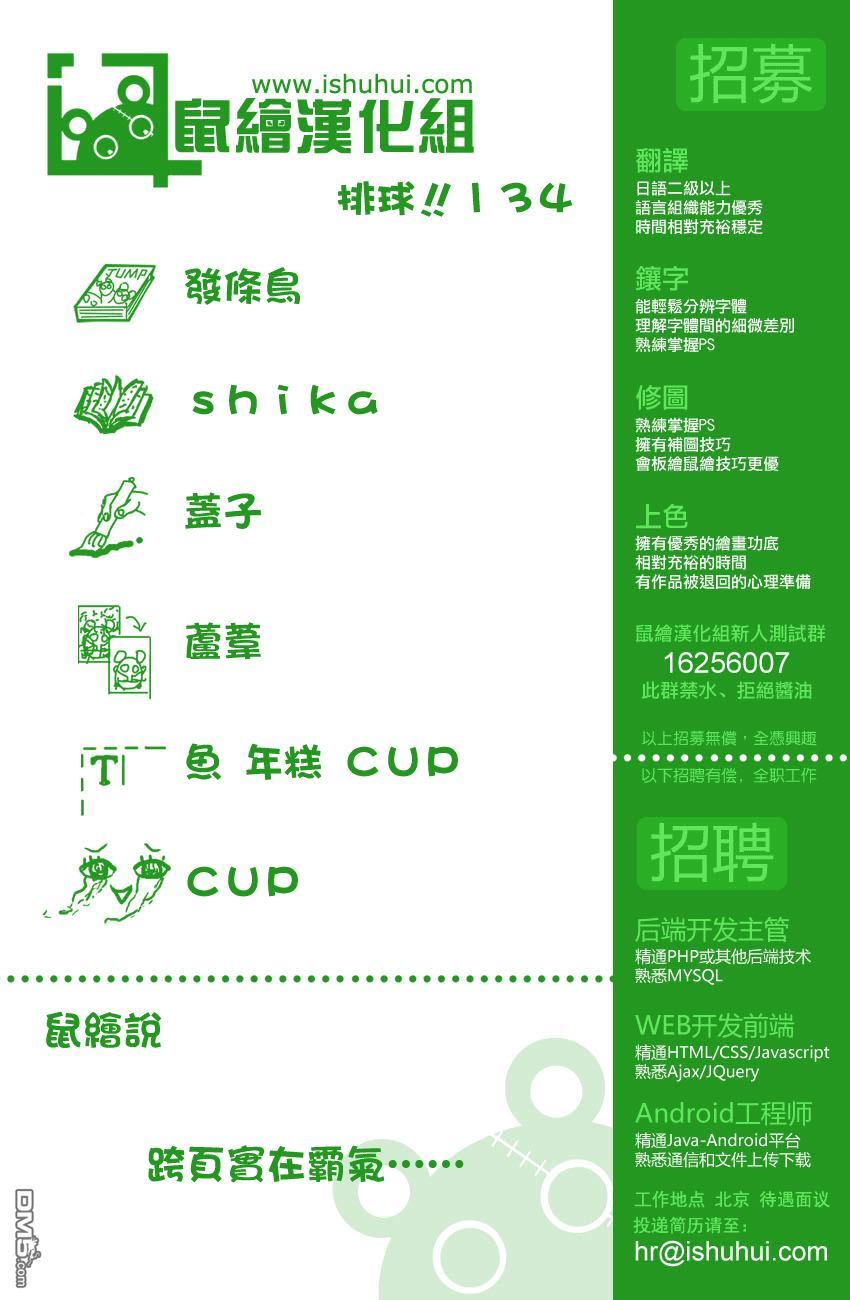 www.ishuhui.com
鼠繪漢化組
排球!!134
JUMP
發條鳥
shika
蓋子
蘆葦
T
魚 年糕 cup
cup
鼠繪說
跨頁實在霸氣……
DM5.com
招募
翻譯
日語二級以上
語言組織能力優秀
時間相對充裕穩定
鑲字
能輕鬆分辨字體
理解字體間的細微差別
熟練掌握PS
修圖
熟練掌握PS
擁有補圖技巧
會板繪鼠繪技巧更優
上色
擁有優秀的繪畫功底
相對充裕的時間
有作品被退回的心理準備
鼠繪漢化組新人測試群
16256007
此群禁水、拒絕醬油
以上招募無償，全憑興趣
以下招聘有偿，全职工作
招聘
后端开发主管
精通PHP或其他后端技术
熟悉MYSQL
WEB开发前端
精通HTML/CSS/Javascript
熟悉Ajax/JQuery
Android工程师
精通Java-Android平台
熟悉通信和文件上传下载
工作地点 北京 待遇面议
投递简历请至：
hr@ishuhui.com